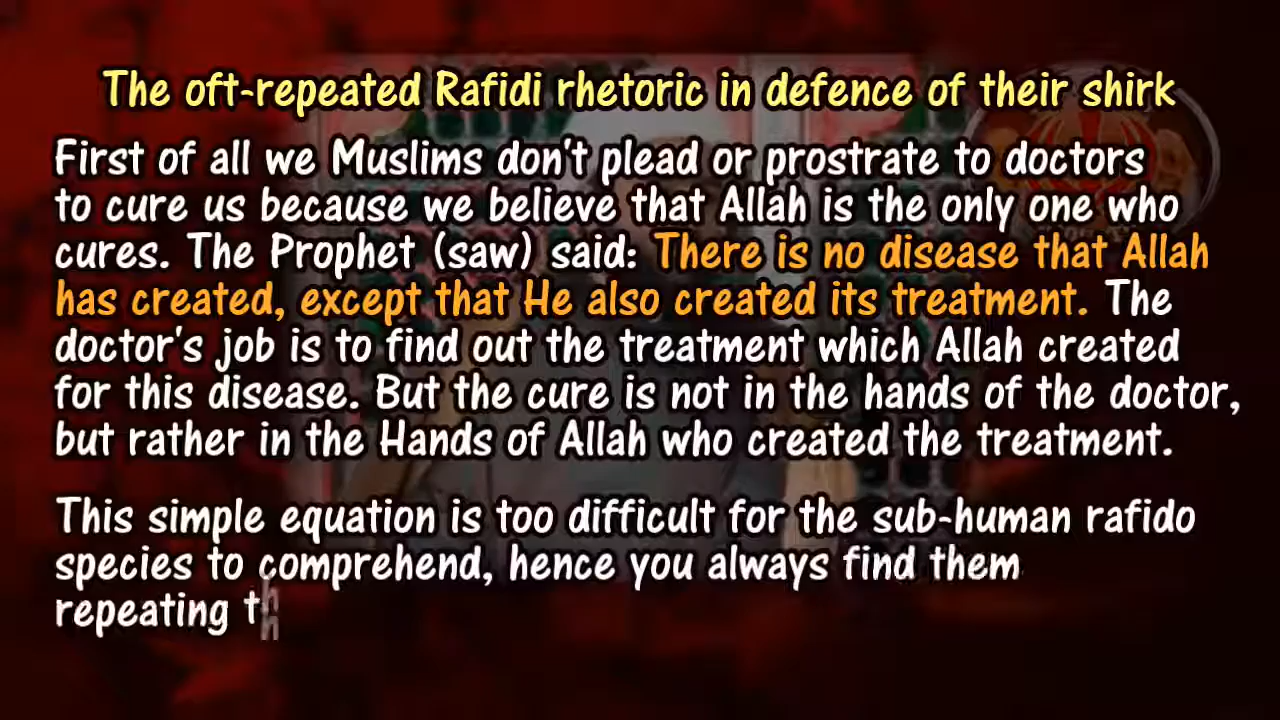 The oft-repeated Rafidi rhetoric in defence of their shirk
First of all we Muslims don't plead or prostrate to doctors
to cure us because we believe that Allah is the only one who
cures. The Prophet (saw) said: There is no disease that Allah
has created, except that He also created its treatment. The
doctor's job is to find out the treatment which Allah created
for this disease. But the cure is not in the hands of the doctor,
but rather in the Hands of Allah who created the treatment.
This simple equation is too difficult for the sub-human rafido
species to comprehend, hence you always find them
repeating